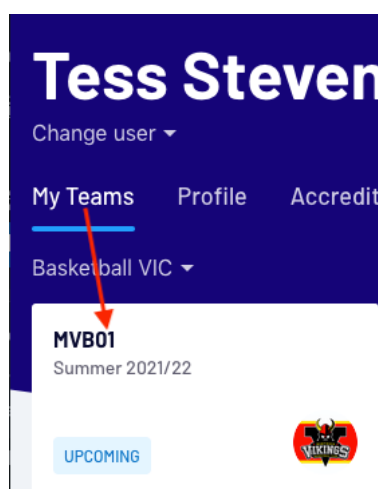 Tess Steven
Change user
My Teams Profile Accredit
Basketball VIC
MVB01
Summer 2021/22
UPCOMING
VIKINGS